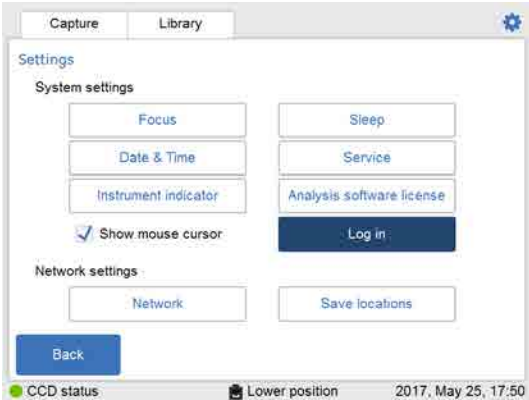 Capture Library
Settings
System settings
Focus Sleep
Date & Time Service
Instrument indicator Analysis software license
Show mouse cursor Log in
Network settings
Network Save locations
Back
CCD status Lower position 2017, May 25, 17:50